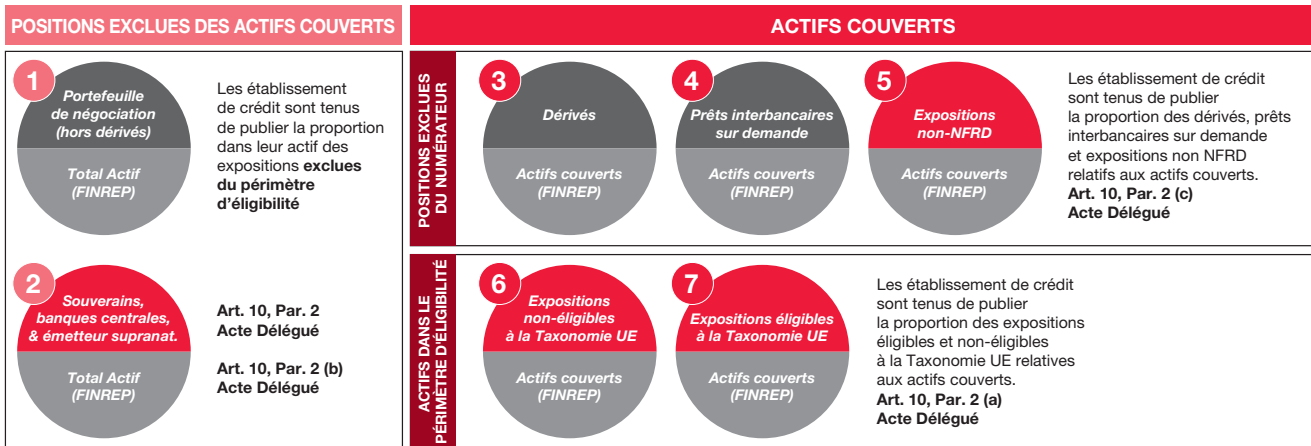 POSITIONS EXCLUES DES ACTIFS COUVERTS
1
Portefeuille
de négociation
(hors dérivés)
Total Actif
(FINREP)
Les établissement
de crédit sont tenus
de publier la proportion
dans leur actif des
expositions exclues
du périmètre
d'éligibilité
2
Souverains,
banques centrales,
& émetteur supranat.
Total Actif
(FINREP)
Art. 10, Par. 2
Acte Délégué
Art. 10, Par. 2 (b)
Acte Délégué
ACTIFS COUVERTS
POSITIONS EXCLUES
DU NUMÉRATEUR
3
Dérivés
Actifs couverts
(FINREP)
4
Prêts interbancaires
sur demande
Actifs couverts
(FINREP)
5
Expositions
non-NFRD
Actifs couverts
(FINREP)
Les établissement de crédit
sont tenus de publier
la proportion des dérivés, prêts
interbancaires sur demande
et expositions non NFRD
relatifs aux actifs couverts.
Art. 10, Par. 2 (c)
Acte Délégué
ACTIFS DANS LE
PÉRIMÈTRE D'ÉLIGIBILITÉ
6
Expositions
non-éligibles
à la Taxonomie UE
Actifs couverts
(FINREP)
7
Expositions éligibles
à la Taxonomie UE
Actifs couverts
(FINREP)
Les établissement de crédit
sont tenus de publier
la proportion des expositions
éligibles et non-éligibles
à la Taxonomie UE relatives
aux actifs couverts.
Art. 10, Par. 2 (a)
Acte Délégué